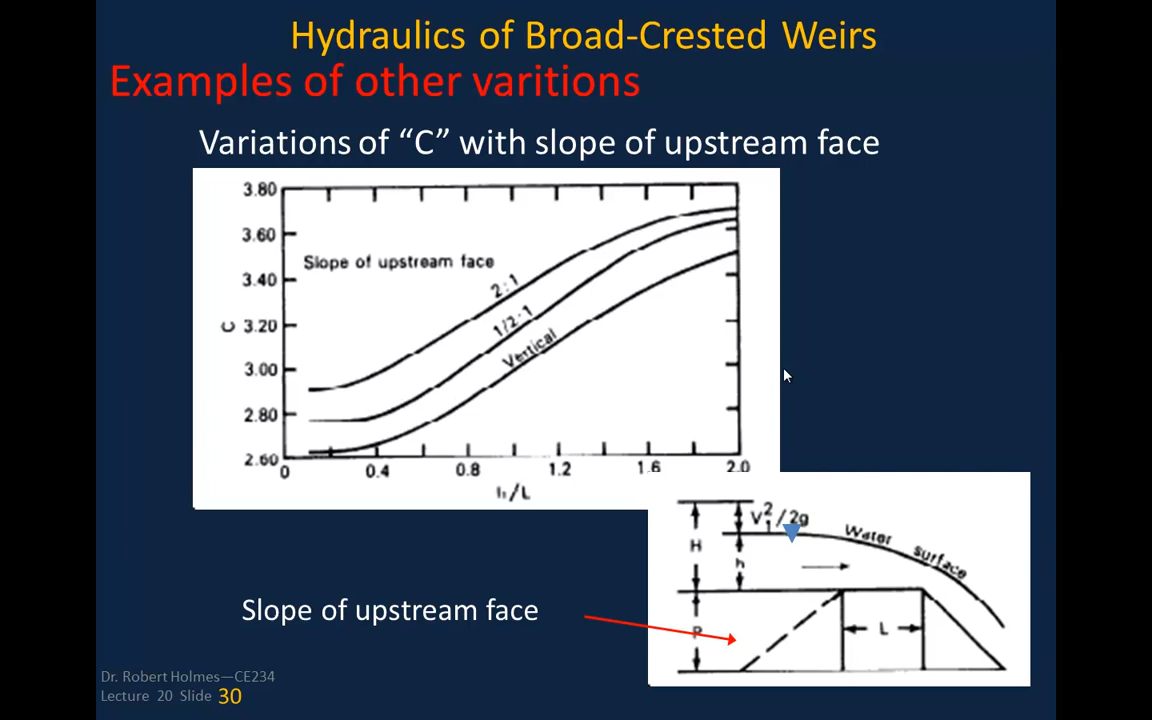 Hydraulics of Broad-Crested Weirs
Examples of other varitions
Variations of “C” with slope of upstream face
3.80
3.60
3.40
3.20
3.00
2.80
2.60
C
Slope of upstream face
2:1
1/2:1
Vertical
0 0.4 0.8 1.2 1.6 2.0
h/L
V₁²/2g
Water surface
H
h
P
L
Slope of upstream face
Dr. Robert Holmes—CE234
Lecture 20 Slide 30